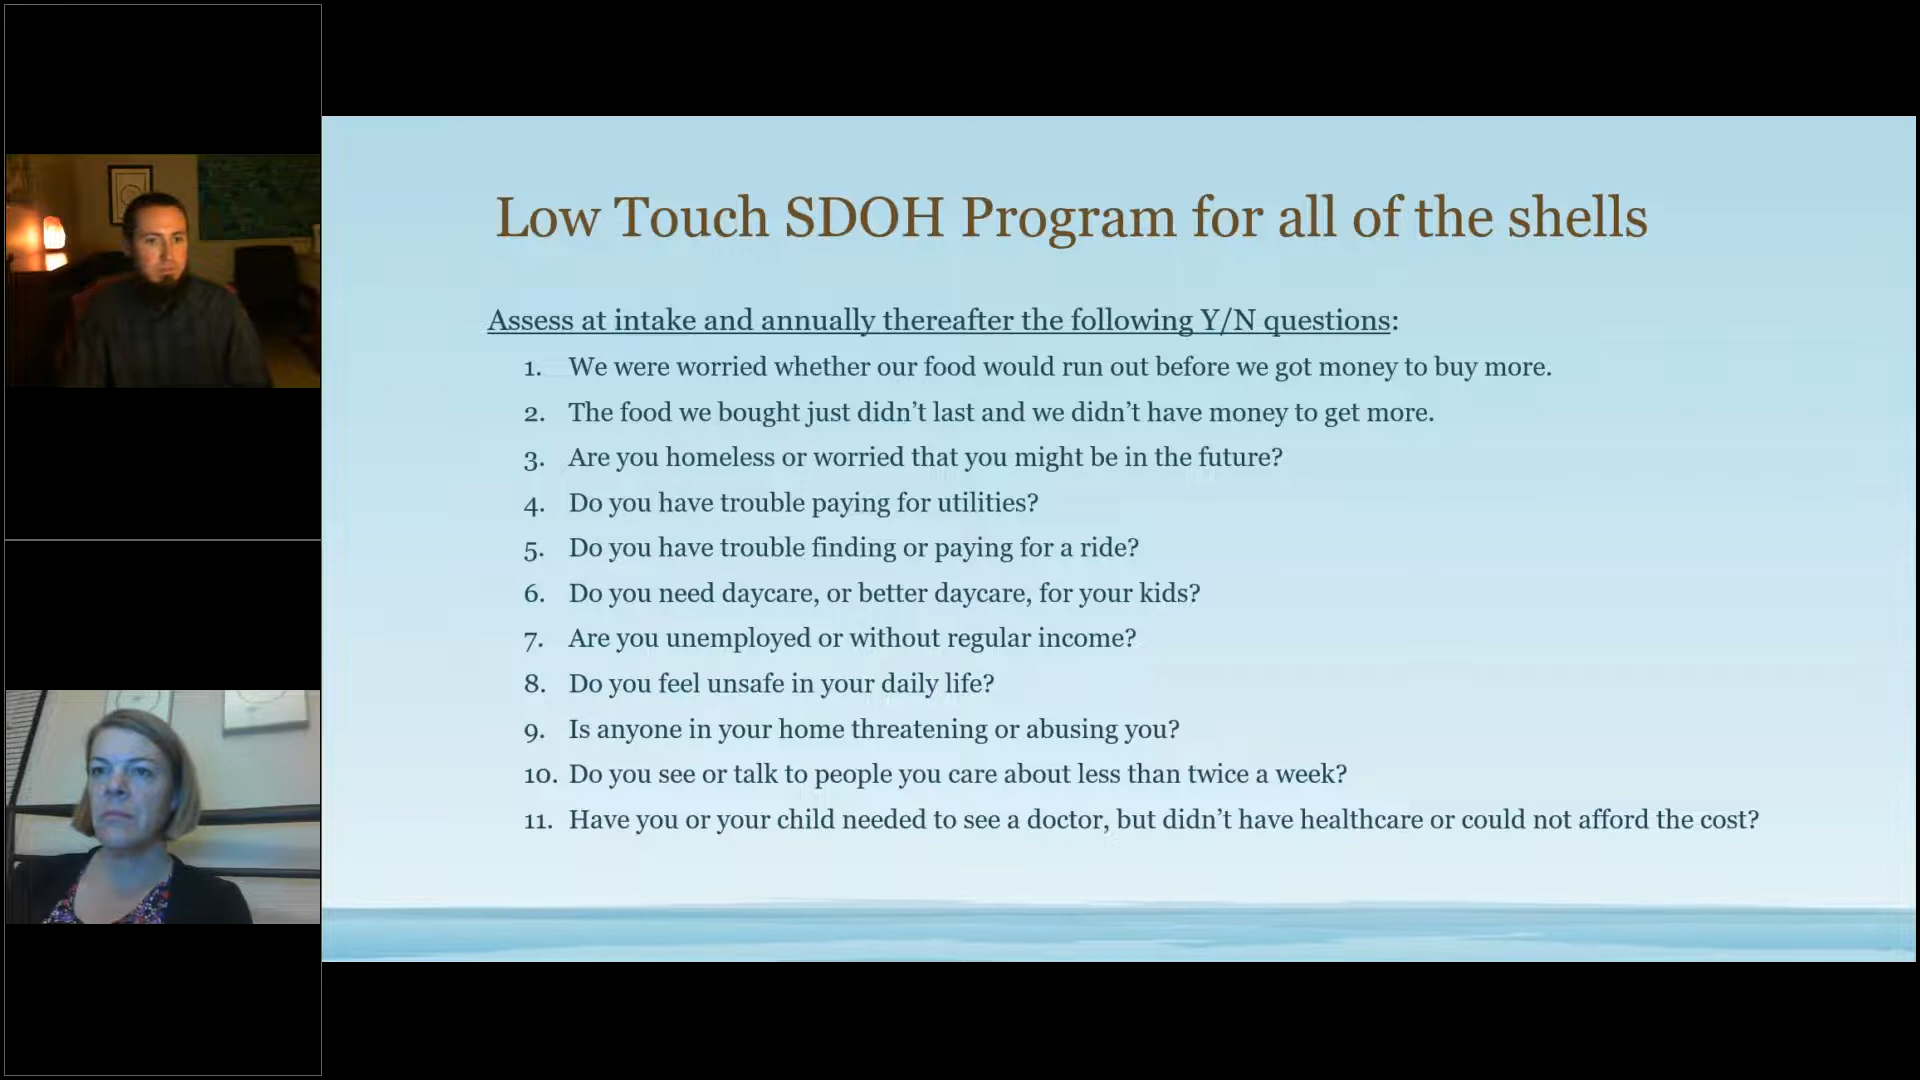 Low Touch SDOH Program for all of the shells
Assess at intake and annually thereafter the following Y/N questions:
1. We were worried whether our food would run out before we got money to buy more.
2. The food we bought just didn’t last and we didn’t have money to get more.
3. Are you homeless or worried that you might be in the future?
4. Do you have trouble paying for utilities?
5. Do you have trouble finding or paying for a ride?
6. Do you need daycare, or better daycare, for your kids?
7. Are you unemployed or without regular income?
8. Do you feel unsafe in your daily life?
9. Is anyone in your home threatening or abusing you?
10. Do you see or talk to people you care about less than twice a week?
11. Have you or your child needed to see a doctor, but didn’t have healthcare or could not afford the cost?